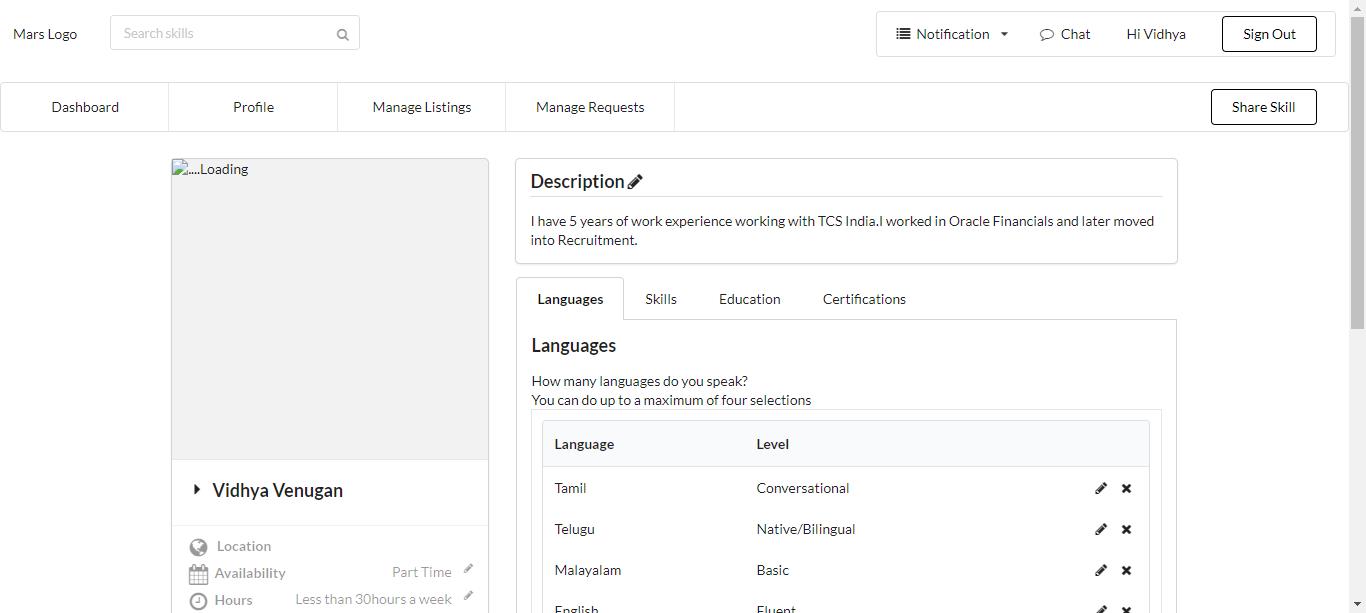 Mars Logo
Search skills
Notification
Chat
Hi Vidhya
Sign Out
Dashboard
Profile
Manage Listings
Manage Requests
Share Skill
....Loading
Vidhya Venugan
Location
Availability
Part Time
Hours
Less than 30hours a week
Description
I have 5 years of work experience working with TCS India.I worked in Oracle Financials and later moved
into Recruitment.
Languages
Skills
Education
Certifications
Languages
How many languages do you speak?
You can do up to a maximum of four selections
Language Level
Tamil Conversational
Telugu Native/Bilingual
Malayalam Basic
English Fluent